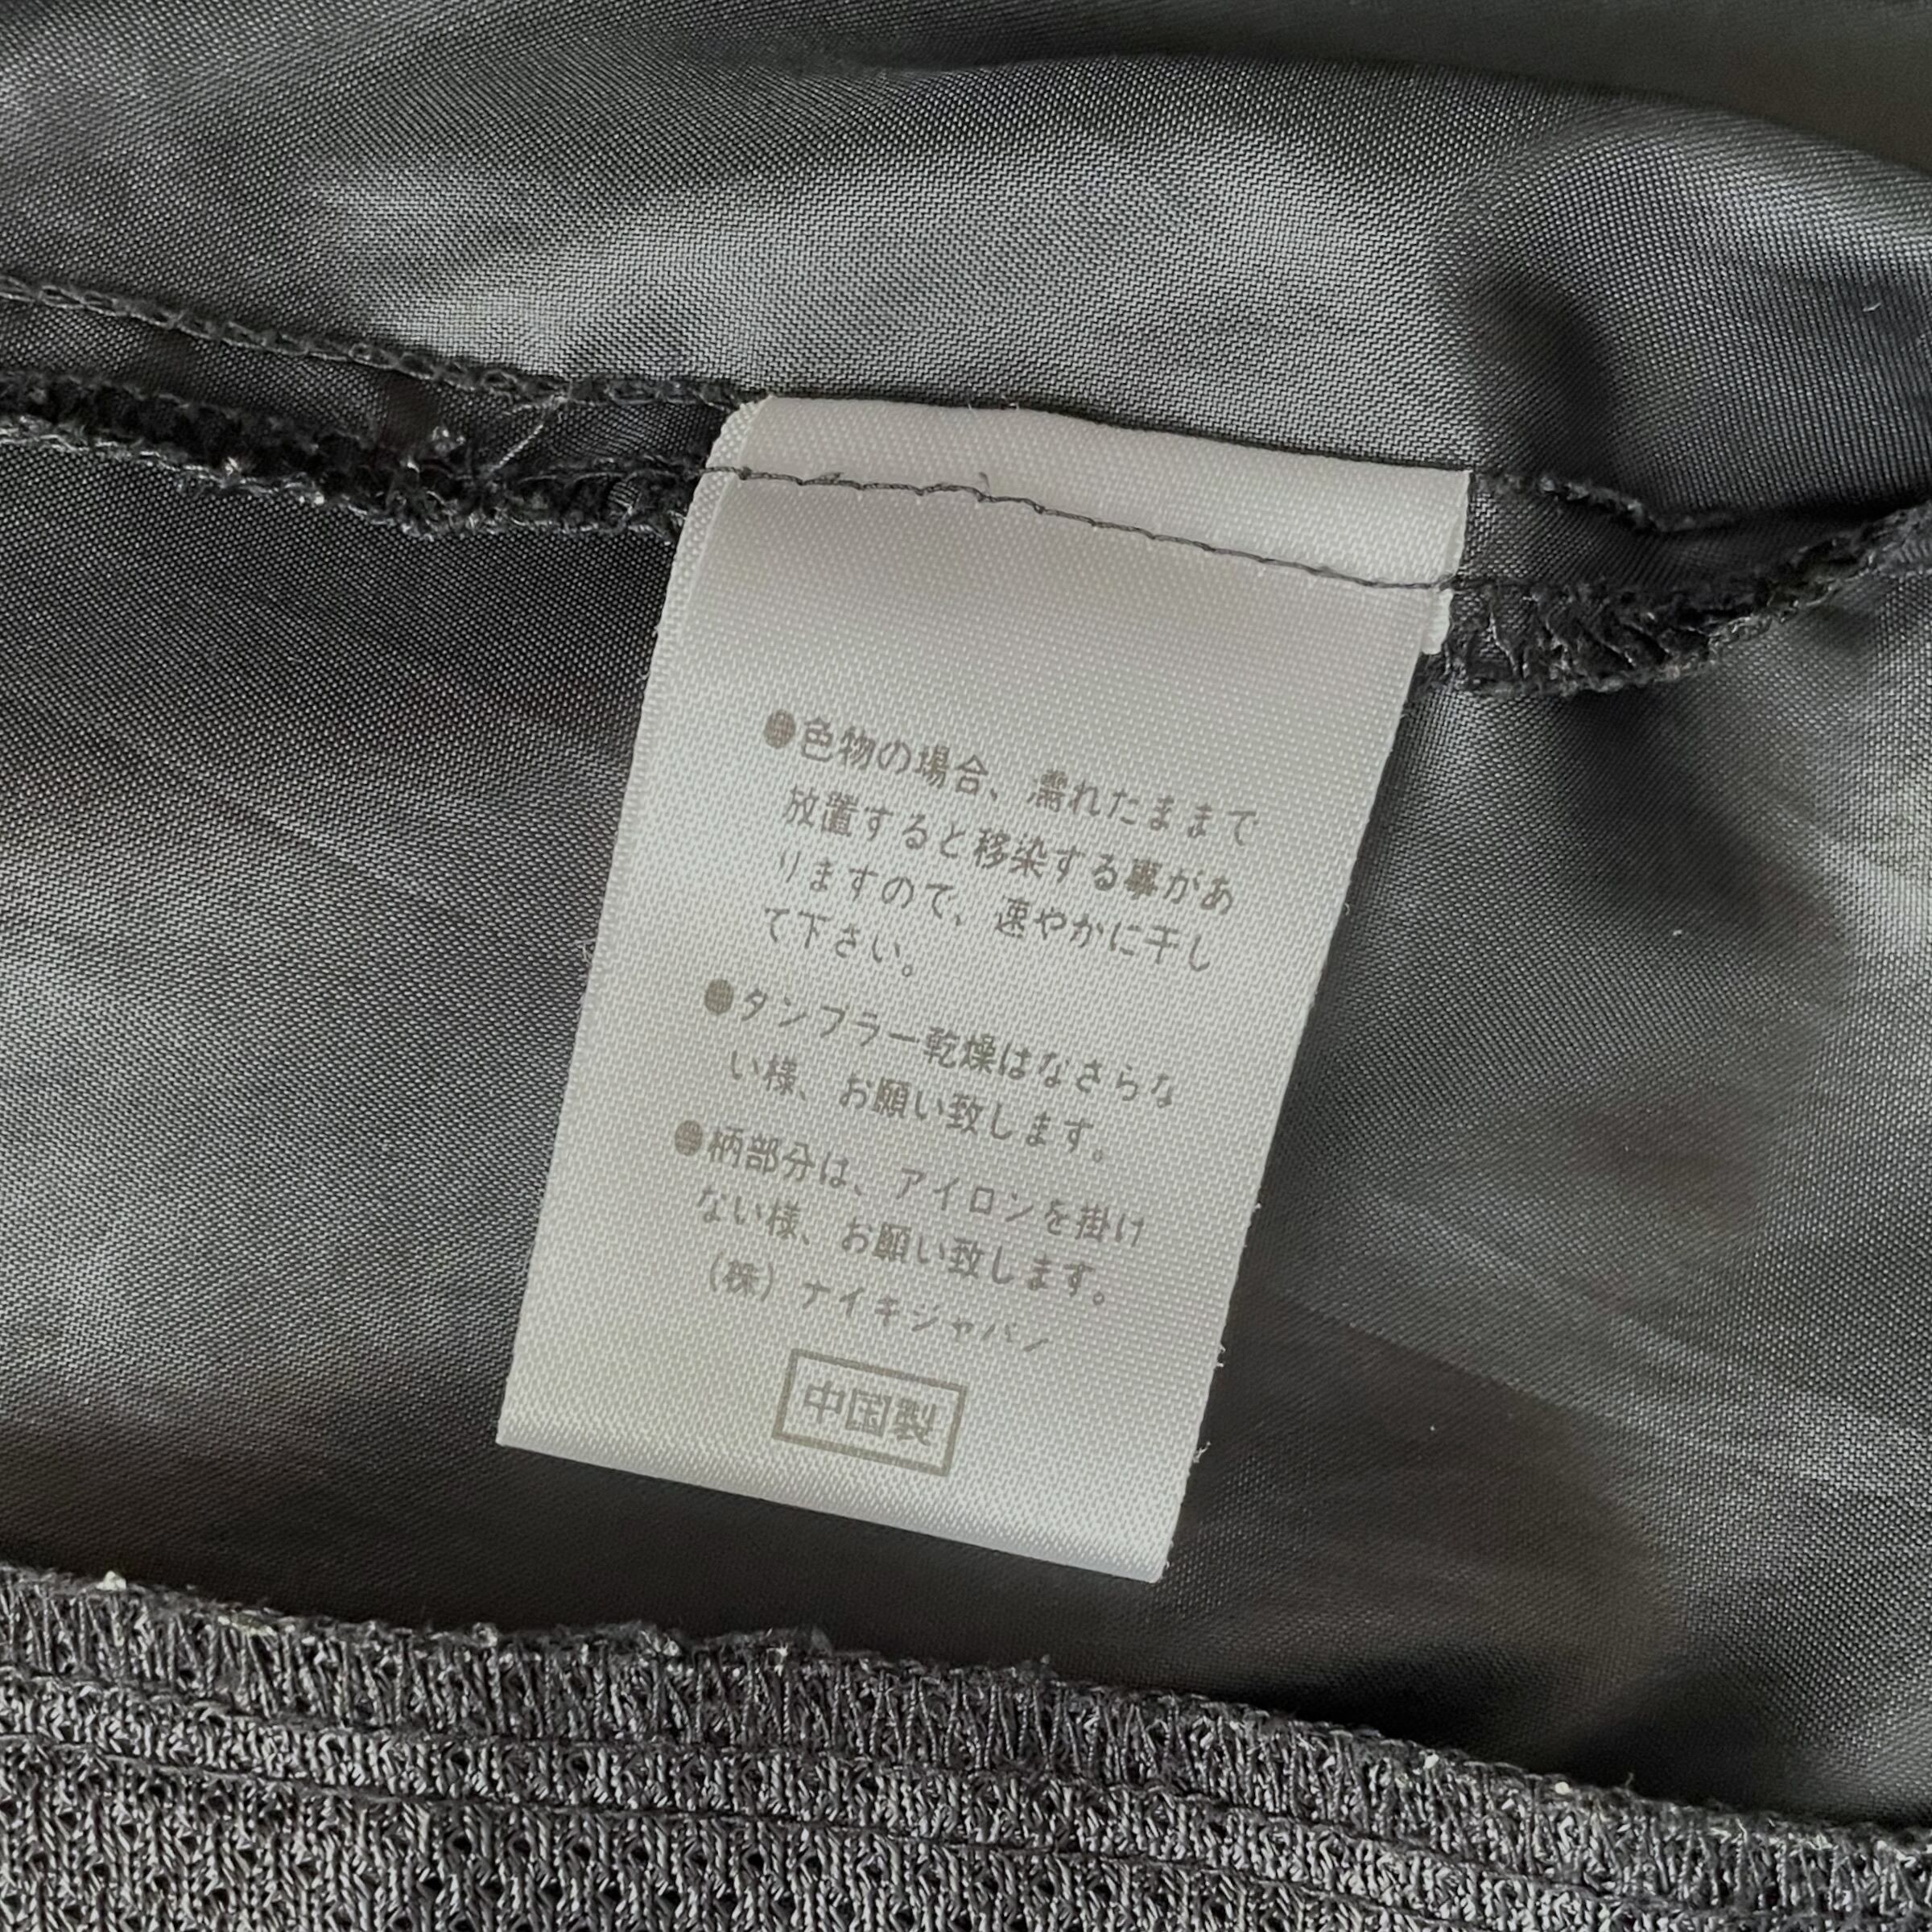 ●色物の場合、濡れたままで
放置すると移染する事があ
りますので、速やかに干し
て下さい。
●タンブラー乾燥はなさらな
い様、お願い致します。
●柄部分は、アイロンを掛け
ない様、お願い致します。
(株)ナイキジャパン
中国製